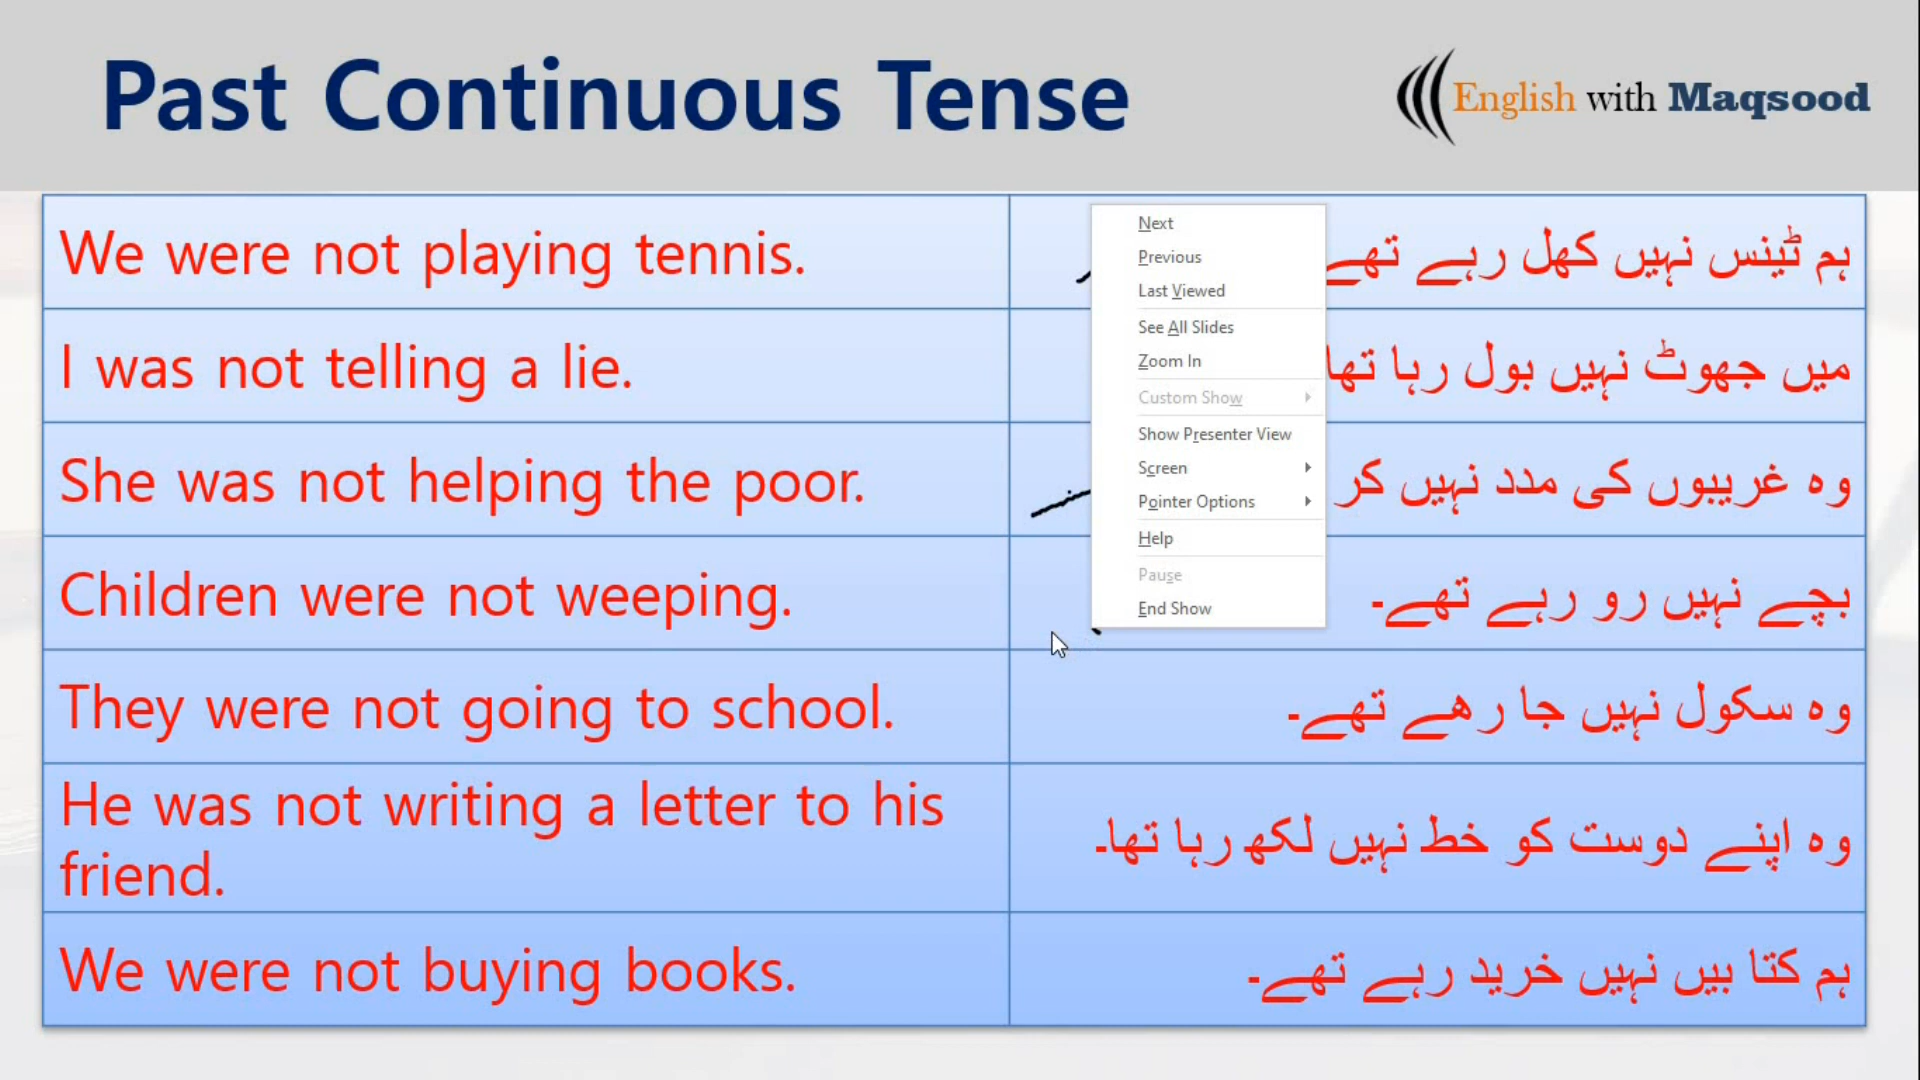 Past Continuous Tense
English with Maqsood
We were not playing tennis.
ہم ٹینس نہیں کھل رہے تھے
I was not telling a lie.
میں جھوٹ نہیں بول رہا تھا
She was not helping the poor.
وہ غریبوں کی مدد نہیں کر
Children were not weeping.
بچے نہیں رو رہے تھے۔
They were not going to school.
وہ سکول نہیں جا رھے تھے۔
He was not writing a letter to his
friend.
وہ اپنے دوست کو خط نہیں لکھ رہا تھا۔
We were not buying books.
ہم کتا بیں نہیں خرید رہے تھے۔
Next
Previous
Last Viewed
See All Slides
Zoom In
Custom Show
Show Presenter View
Screen
Pointer Options
Help
Pause
End Show